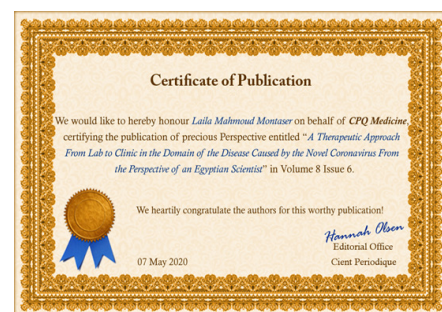 Certificate of Publication
We would like to hereby honour Laila Mahmoud Montaser on behalf of CPQ Medicine,
certifying the publication of precious Perspective entitled “A Therapeutic Approach
From Lab to Clinic in the Domain of the Disease Caused by the Novel Coronavirus From
the Perspective of an Egyptian Scientist” in Volume 8 Issue 6.
We heartily congratulate the authors for this worthy publication!
Hannah Olsen
Editorial Office
07 May 2020 Cient Periodique